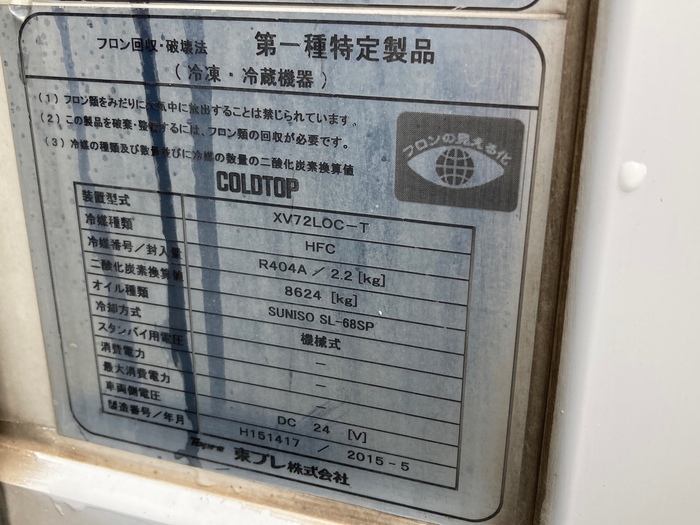 フロン回収・破壊法 第一種特定製品
（冷凍・冷蔵機器）
（1）フロン類をみだりに大気中に放出することは禁じられています。
（2）この製品を廃棄・整備するには、フロン類の回収が必要です。
（3）冷媒の種類及び数量並びに冷媒の数量の二酸化炭素換算値
フロンの見える化
COLDTOP
装置型式 XV72LOC-T
冷媒種類 HFC
冷媒番号／封入量 R404A ／ 2.2 [kg]
二酸化炭素換算値 8624 [kg]
オイル種類 SUNISO SL-68SP
冷却方式 機械式
スタンバイ用電圧 －
消費電力 －
最大消費電力 －
車両側電圧 DC 24 [V]
製造番号／年月 H151417 ／ 2015-5
Topre 東プレ株式会社